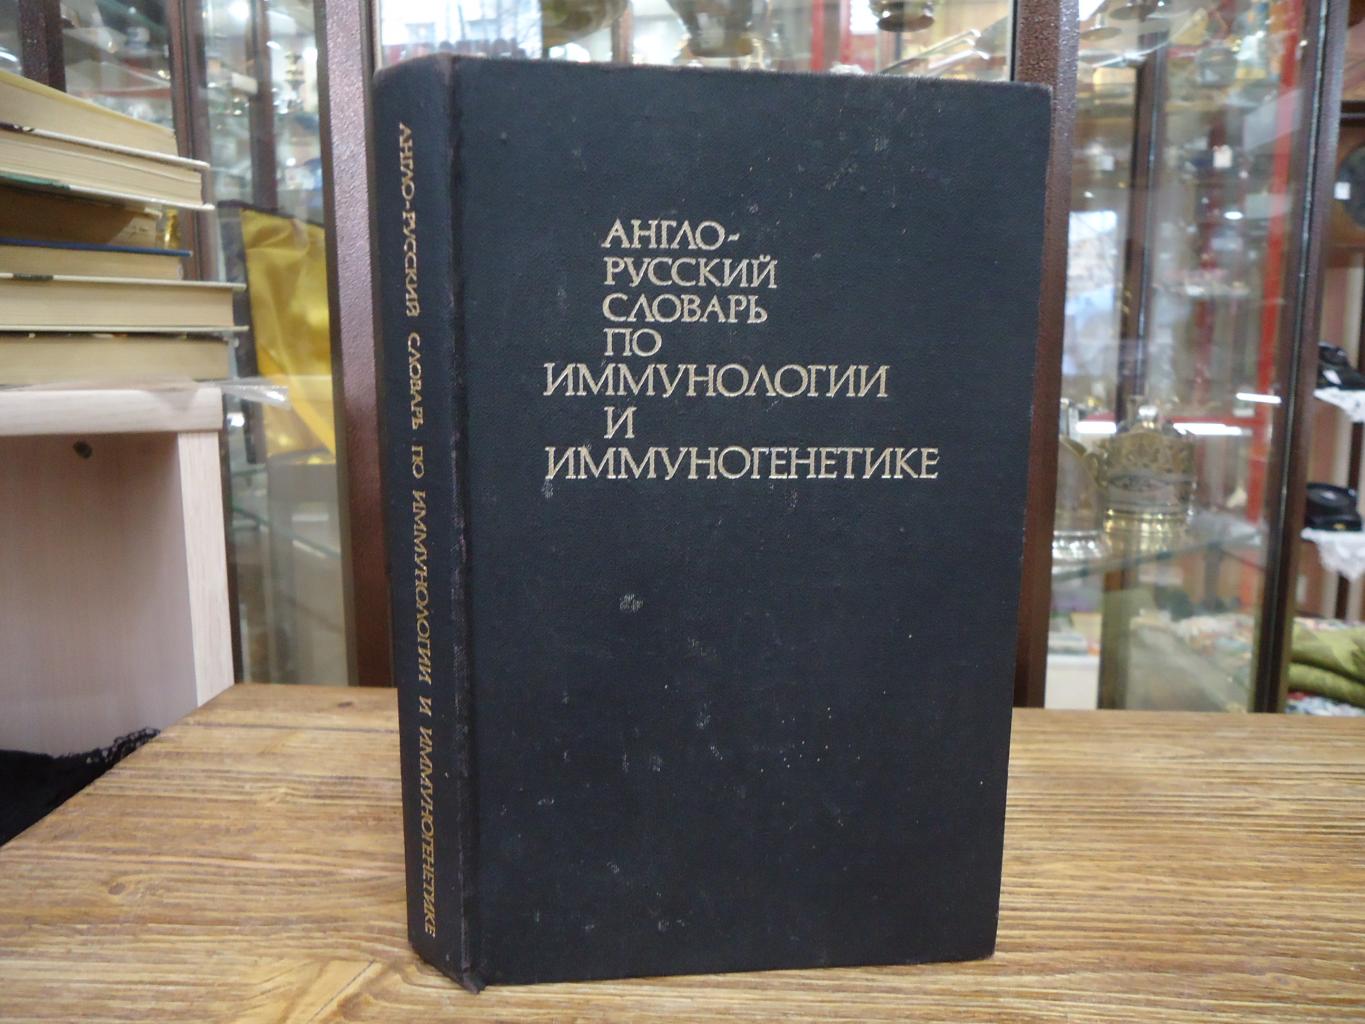 АНГЛО-РУССКИЙ СЛОВАРЬ ПО ИММУНОЛОГИИ И ИММУНОГЕНЕТИКЕ
АНГЛО-
РУССКИЙ
СЛОВАРЬ
ПО
ИММУНОЛОГИИ
И
ИММУНОГЕНЕТИКЕ